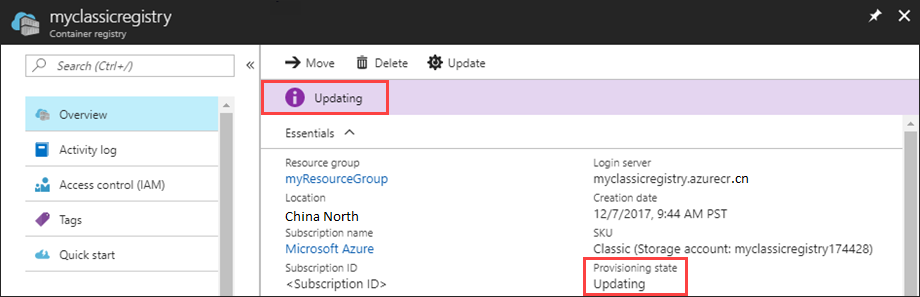 myclassicregistry
Container registry
Search (Ctrl+/)
Overview
Activity log
Access control (IAM)
Tags
Quick start
Move Delete Update
Updating
Essentials
Resource group
myResourceGroup
Location
China North
Subscription name
Microsoft Azure
Subscription ID
<Subscription ID>
Login server
myclassicregistry.azurecr.cn
Creation date
12/7/2017, 9:44 AM PST
SKU
Classic (Storage account: myclassicregistry174428)
Provisioning state
Updating